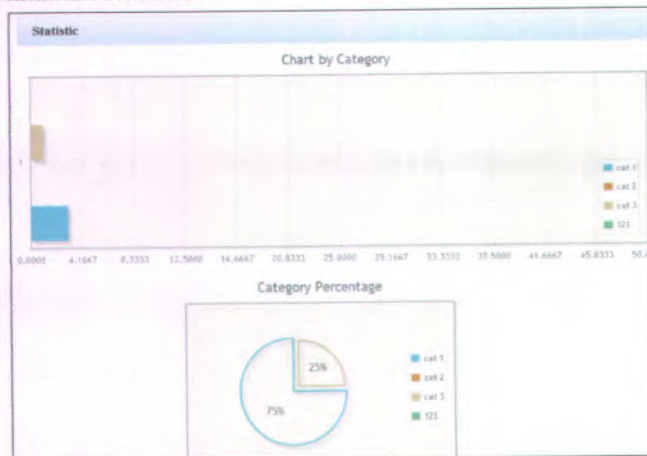 Statistic
Chart by Category
1
cat 1
cat 2
cat 3
123
0.0000 4.1667 8.3333 12.5000 16.6667 20.8333 25.0000 29.1667 33.3333 37.5000 41.6667 45.8333
Category Percentage
25%
75%
cat 1
cat 2
cat 3
123